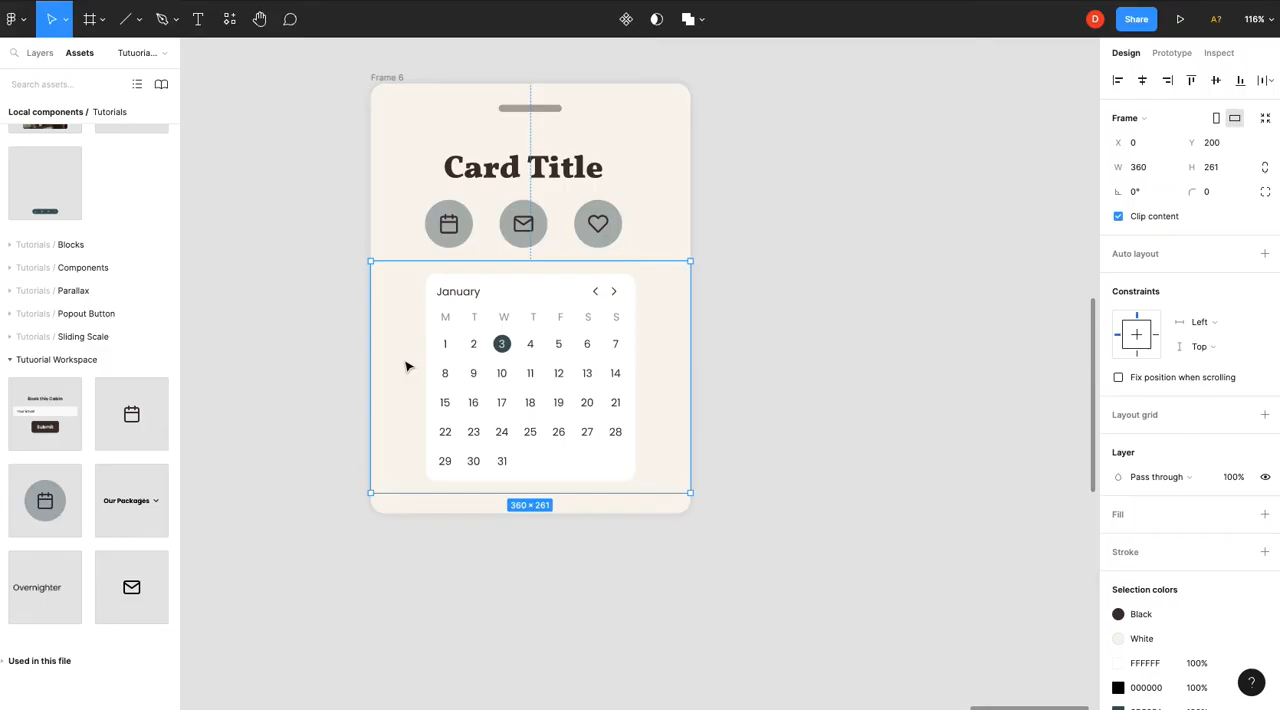 D
Share
A?
116%
Layers
Assets
Tutuoria...
Search assets...
Local components / Tutorials
Tutorials / Blocks
Tutorials / Components
Tutorials / Parallax
Tutorials / Popout Button
Tutorials / Sliding Scale
Tutuorial Workspace
Book this Cabin
Your Email
Submit
Our Packages
Overnighter
Used in this file
Frame 6
Card Title
January
M T W T F S S
1 2 3 4 5 6 7
8 9 10 11 12 13 14
15 16 17 18 19 20 21
22 23 24 25 26 27 28
29 30 31
360 × 261
Design
Prototype
Inspect
Frame
X 0 Y 200
W 360 H 261
0° 0
Clip content
Auto layout
Constraints
Left
Top
Fix position when scrolling
Layout grid
Layer
Pass through 100%
Fill
Stroke
Selection colors
Black
White
FFFFFF 100%
000000 100%
?